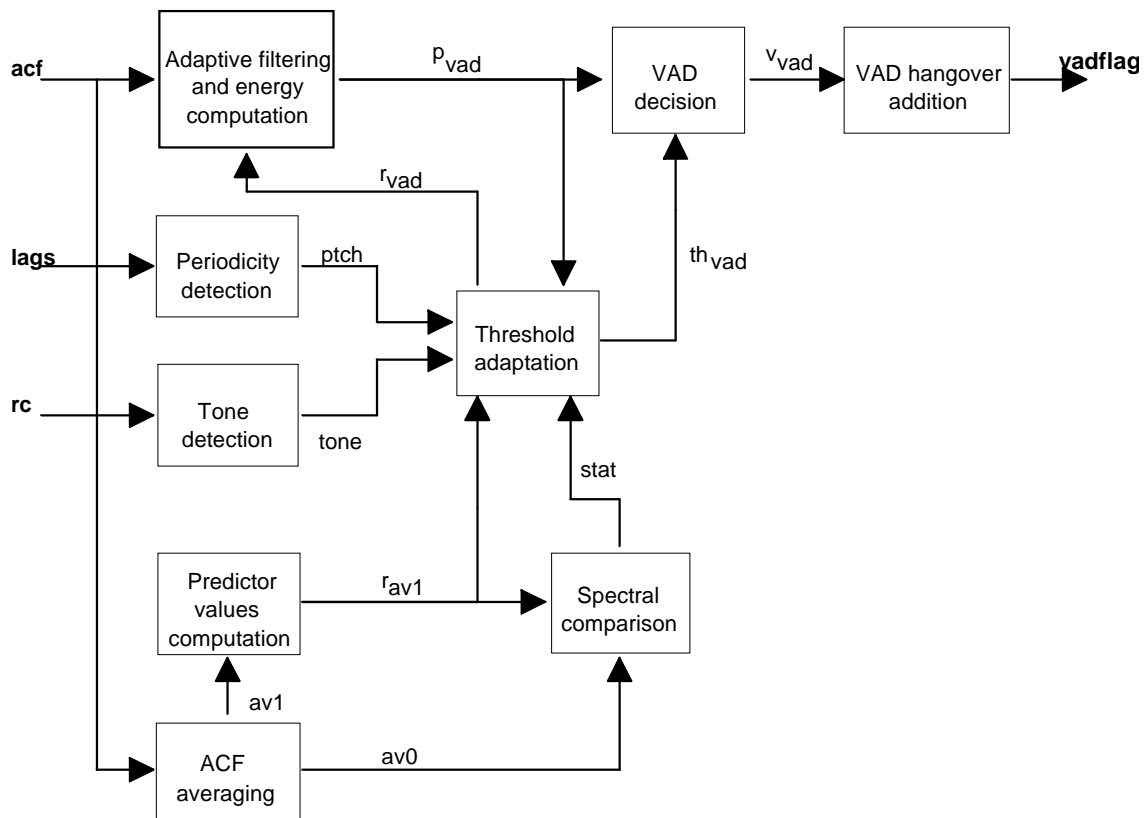 acf
Adaptive filtering
and energy
computation
pvad
VAD
decision
vvad
VAD hangover
addition
vadflag
rvad
lags
Periodicity
detection
ptch
thvad
Threshold
adaptation
rc
Tone
detection
tone
stat
Predictor
values
computation
rav1
Spectral
comparison
av1
ACF
averaging
av0